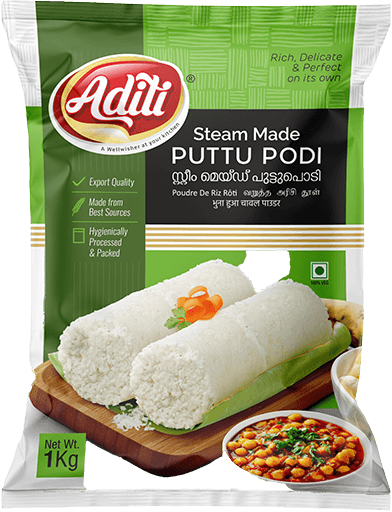 Aditi
®
A Wellwisher at your kitchen
Rich, Delicate
& Perfect
on its own
Steam Made
PUTTU PODI
സ്റ്റീം മെയ്ഡ് പുട്ടുപൊടി
Poudre De Riz Rôti வறுத்த அரிசி தூள்
भुना हुआ चावल पाउडर
Export Quality
Made from
Best Sources
Hygienically
Processed
& Packed
100% VEG
Net Wt.
1Kg